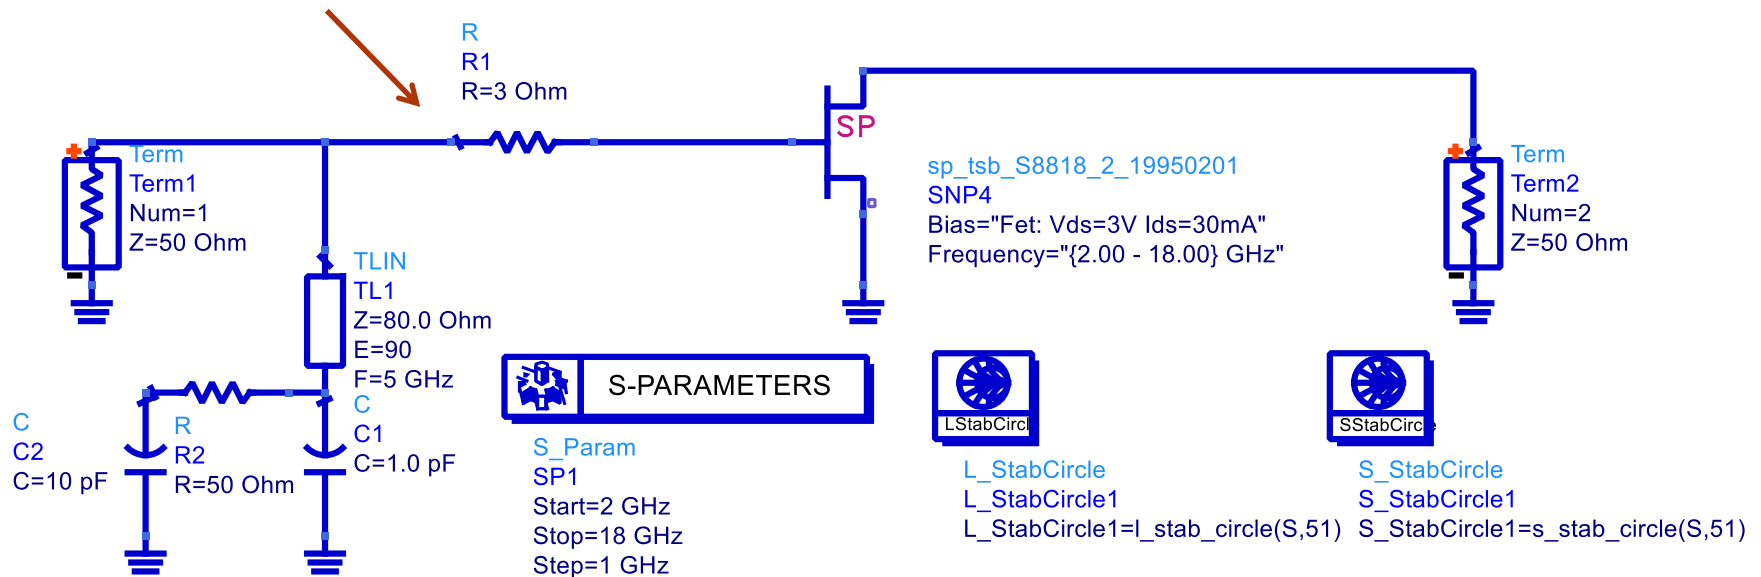 R
R1
R=3 Ohm
SP
Term
Term1
Num=1
Z=50 Ohm
sp_tsb_S8818_2_19950201
SNP4
Bias="Fet: Vds=3V Ids=30mA"
Frequency="{2.00 - 18.00} GHz"
Term
Term2
Num=2
Z=50 Ohm
TLIN
TL1
Z=80.0 Ohm
E=90
F=5 GHz
C
C2
C=10 pF
R
R2
R=50 Ohm
C
C1
C=1.0 pF
S-PARAMETERS
S_Param
SP1
Start=2 GHz
Stop=18 GHz
Step=1 GHz
LStabCircle
L_StabCircle
L_StabCircle1
L_StabCircle1=l_stab_circle(S,51)
SStabCircle
S_StabCircle
S_StabCircle1
S_StabCircle1=s_stab_circle(S,51)